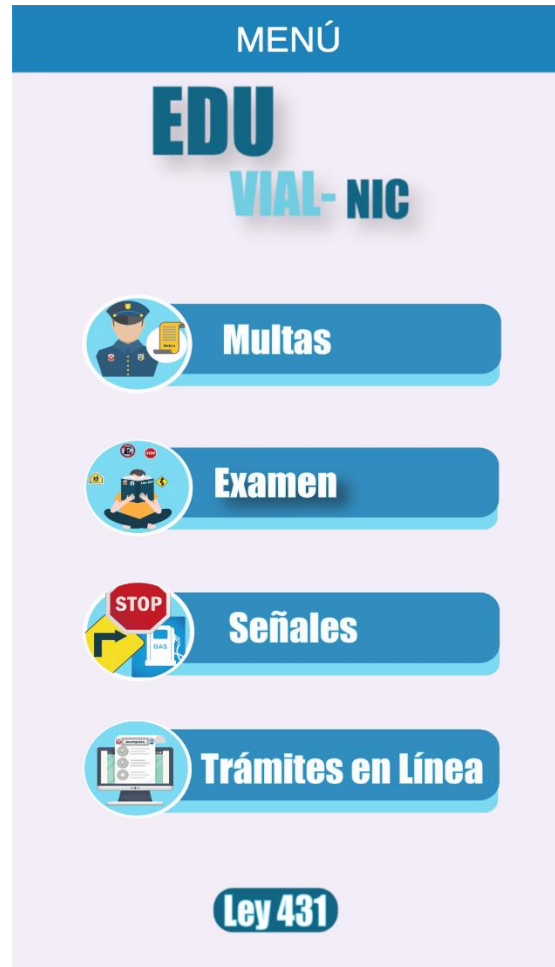 MENÚ
EDU
VIAL- NIC
Multas
Examen
STOP
Señales
GAS
Trámites en Línea
Ley 431